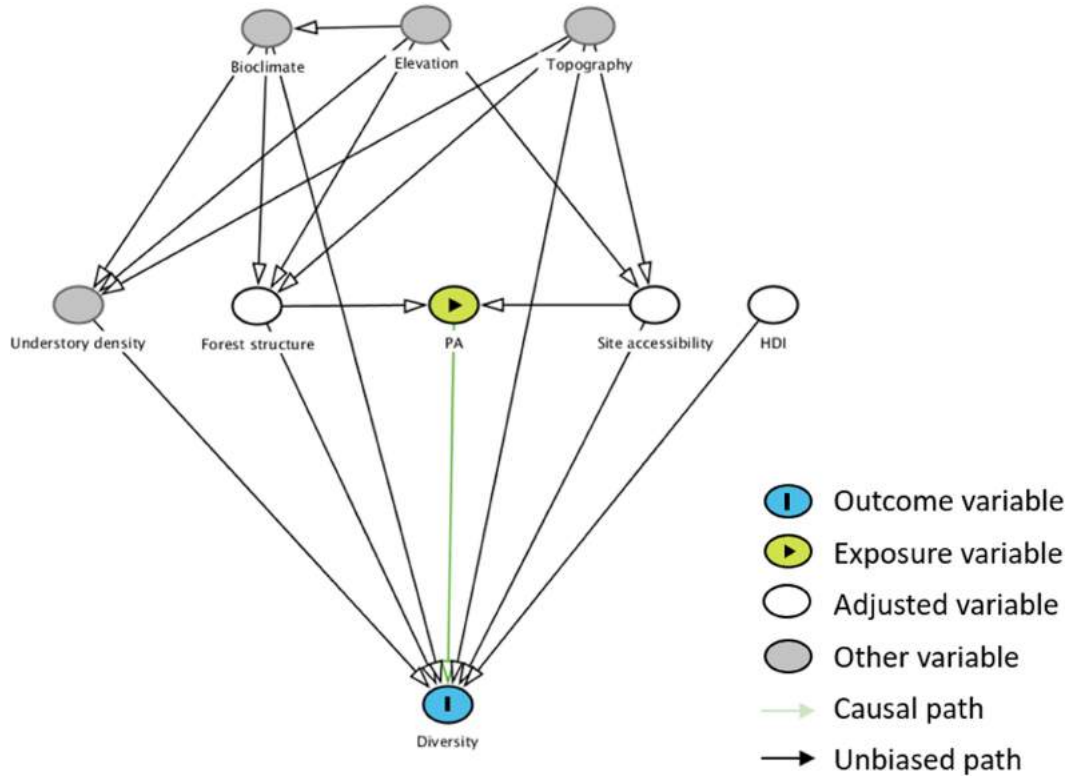 Bioclimate
Elevation
Topography
Understory density
Forest structure
PA
Site accessibility
HDI
Diversity
Outcome variable
Exposure variable
Adjusted variable
Other variable
Causal path
Unbiased path